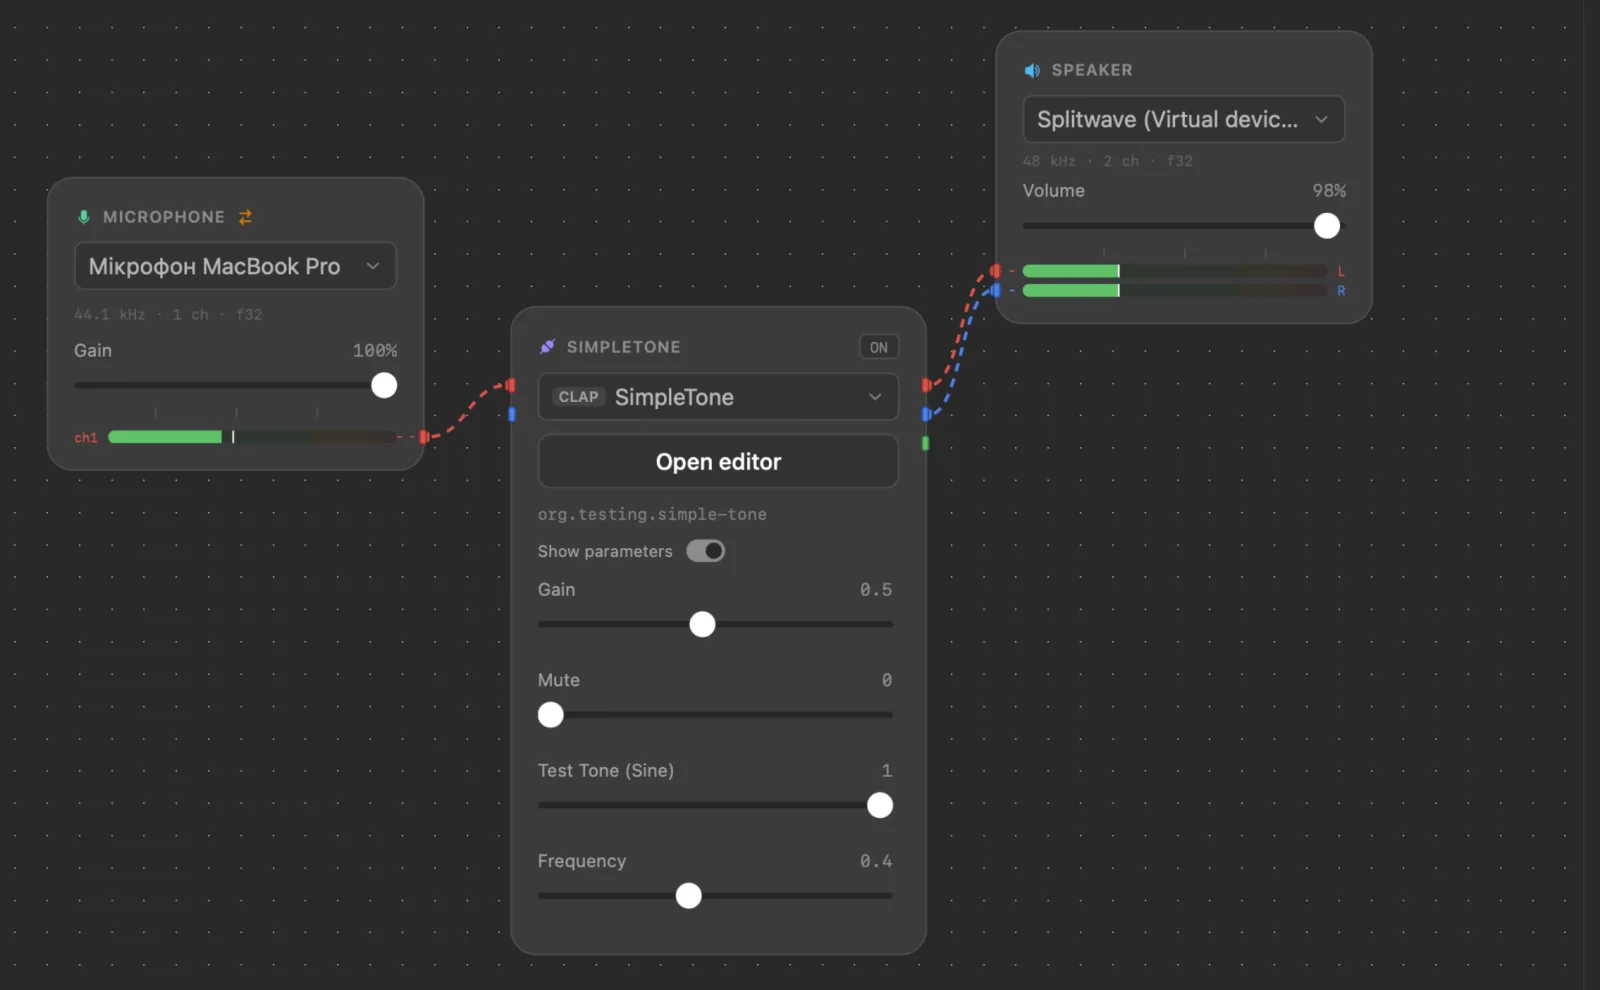 SPEAKER
Splitwave (Virtual devic...
48 kHz · 2 ch · f32
Volume 98%
L
R
MICROPHONE
Мікрофон MacBook Pro
44.1 kHz · 1 ch · f32
Gain 100%
ch1
SIMPLETONE ON
CLAP SimpleTone
Open editor
org.testing.simple-tone
Show parameters
Gain 0.5
Mute 0
Test Tone (Sine) 1
Frequency 0.4